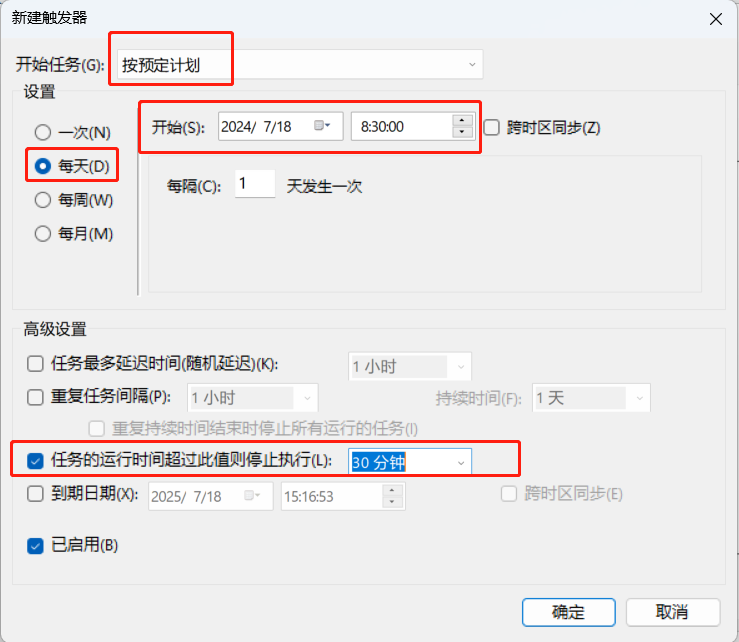 新建触发器
开始任务(G): 按预定计划
设置
一次(N)
每天(D)
每周(W)
每月(M)
开始(S): 2024/ 7/18 8:30:00 跨时区同步(Z)
每隔(C): 1 天发生一次
高级设置
任务最多延迟时间(随机延迟)(K): 1 小时
重复任务间隔(P): 1 小时 持续时间(F): 1 天
重复持续时间结束时停止所有运行的任务(I)
任务的运行时间超过此值则停止执行(L): 30 分钟
到期日期(X): 2025/ 7/18 15:16:53 跨时区同步(E)
已启用(B)
确定 取消